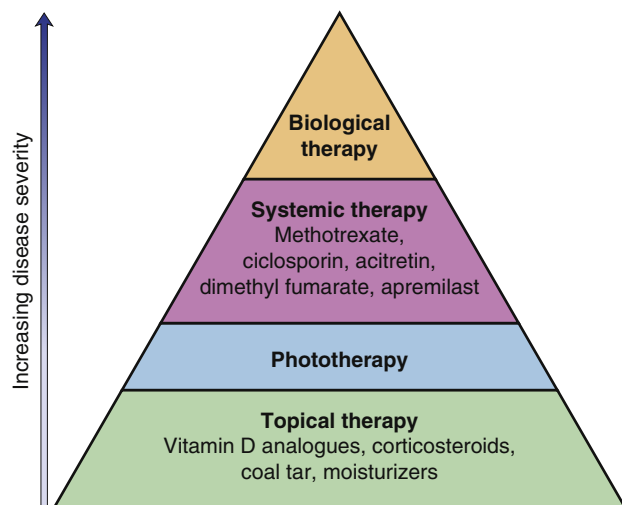 Increasing disease severity
Biological
therapy
Systemic therapy
Methotrexate,
ciclosporin, acitretin,
dimethyl fumarate, apremilast
Phototherapy
Topical therapy
Vitamin D analogues, corticosteroids,
coal tar, moisturizers